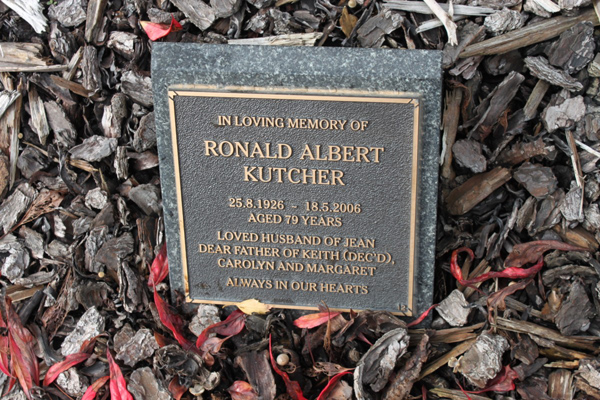 IN LOVING MEMORY OF
RONALD ALBERT
KUTCHER
25.8.1926 - 18.5.2006
AGED 79 YEARS
LOVED HUSBAND OF JEAN
DEAR FATHER OF KEITH (DEC'D),
CAROLYN AND MARGARET
ALWAYS IN OUR HEARTS